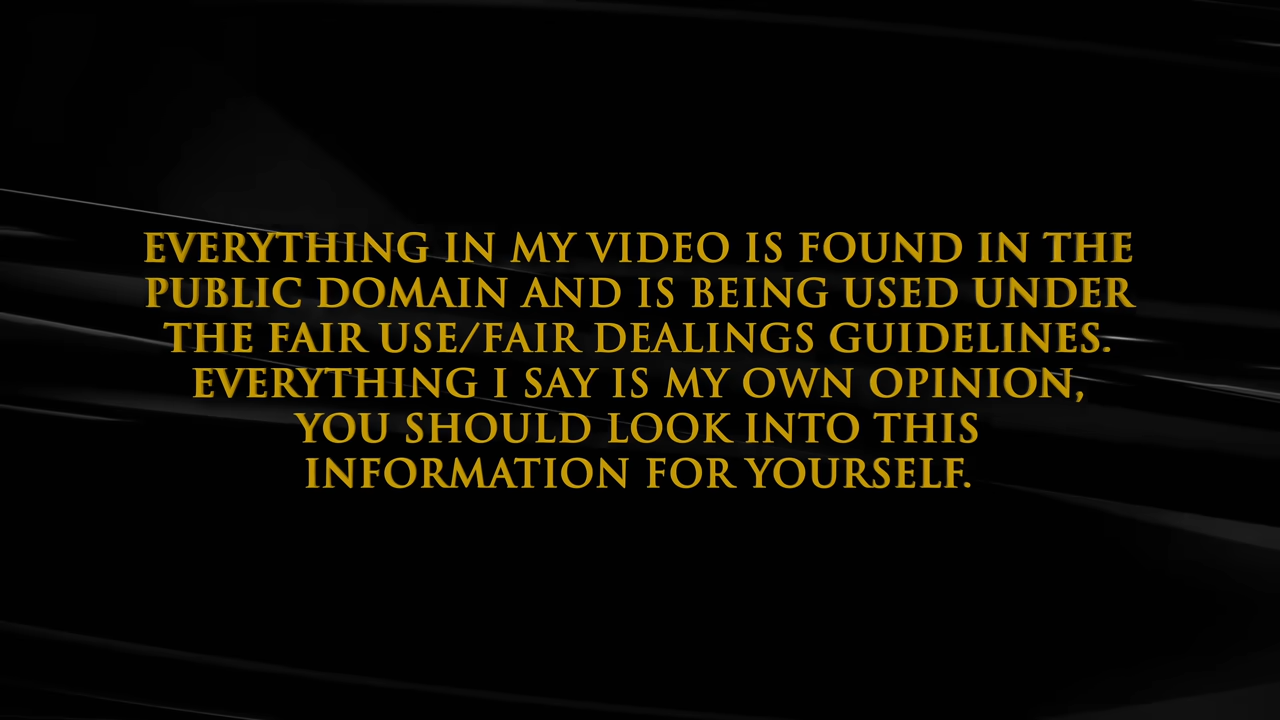 EVERYTHING IN MY VIDEO IS FOUND IN THE
PUBLIC DOMAIN AND IS BEING USED UNDER
THE FAIR USE/FAIR DEALINGS GUIDELINES.
EVERYTHING I SAY IS MY OWN OPINION,
YOU SHOULD LOOK INTO THIS
INFORMATION FOR YOURSELF.